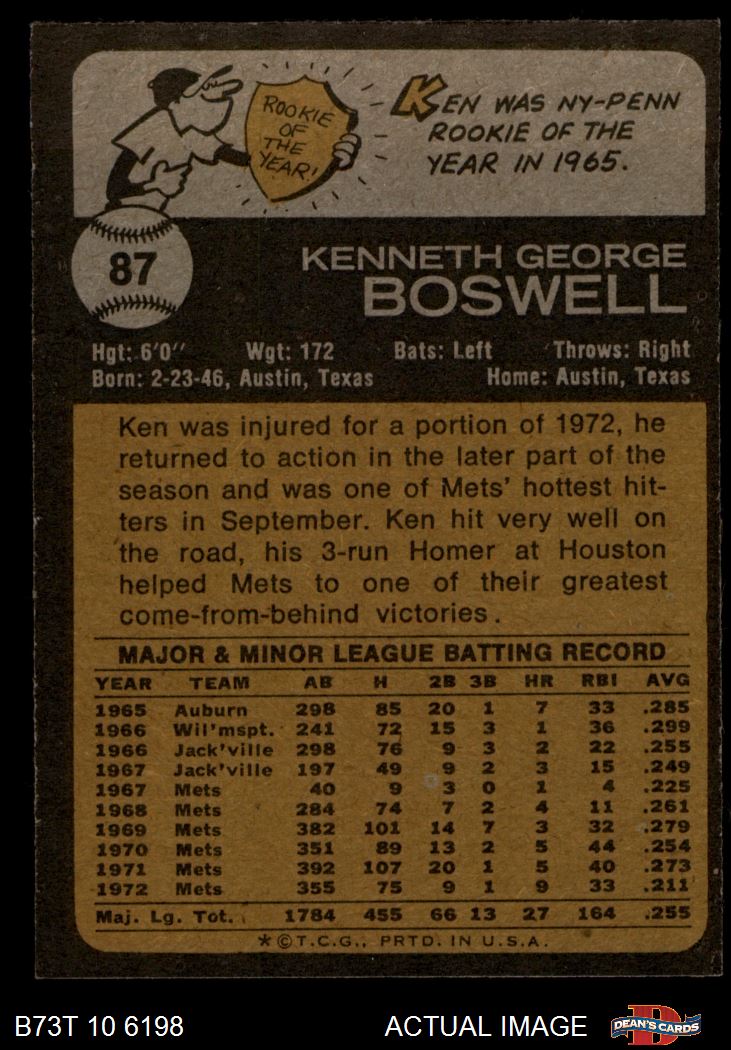 ROOKIE
OF
THE
YEAR!
KEN WAS NY-PENN
ROOKIE OF THE
YEAR IN 1965.
87
KENNETH GEORGE
BOSWELL
Hgt: 6'0" Wgt: 172 Bats: Left Throws: Right
Born: 2-23-46, Austin, Texas Home: Austin, Texas
Ken was injured for a portion of 1972, he
returned to action in the later part of the
season and was one of Mets' hottest hit-
ters in September. Ken hit very well on
the road, his 3-run Homer at Houston
helped Mets to one of their greatest
come-from-behind victories.
MAJOR & MINOR LEAGUE BATTING RECORD
YEAR TEAM AB H 2B 3B HR RBI AVG
1965 Auburn 298 85 20 1 7 33 .285
1966 Wil'mspt. 241 72 15 3 1 36 .299
1966 Jack'ville 298 76 9 3 2 22 .255
1967 Jack'ville 197 49 9 2 3 15 .249
1967 Mets 40 9 3 0 1 4 .225
1968 Mets 284 74 7 2 4 11 .261
1969 Mets 382 101 14 7 3 32 .279
1970 Mets 351 89 13 2 5 44 .254
1971 Mets 392 107 20 1 5 40 .273
1972 Mets 355 75 9 1 9 33 .211
Maj. Lg. Tot. 1784 455 66 13 27 164 .255
*©T.C.G., PRTD. IN U.S.A.
B73T 10 6198 ACTUAL IMAGE D DEAN'S CARDS